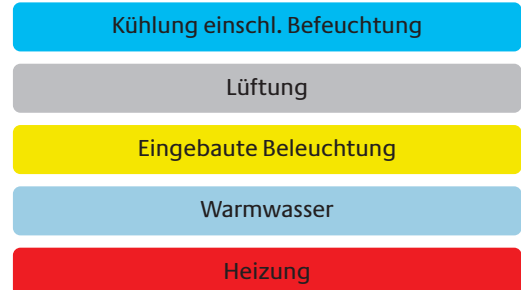 Kühlung einschl. Befeuchtung
Lüftung
Eingebaute Beleuchtung
Warmwasser
Heizung